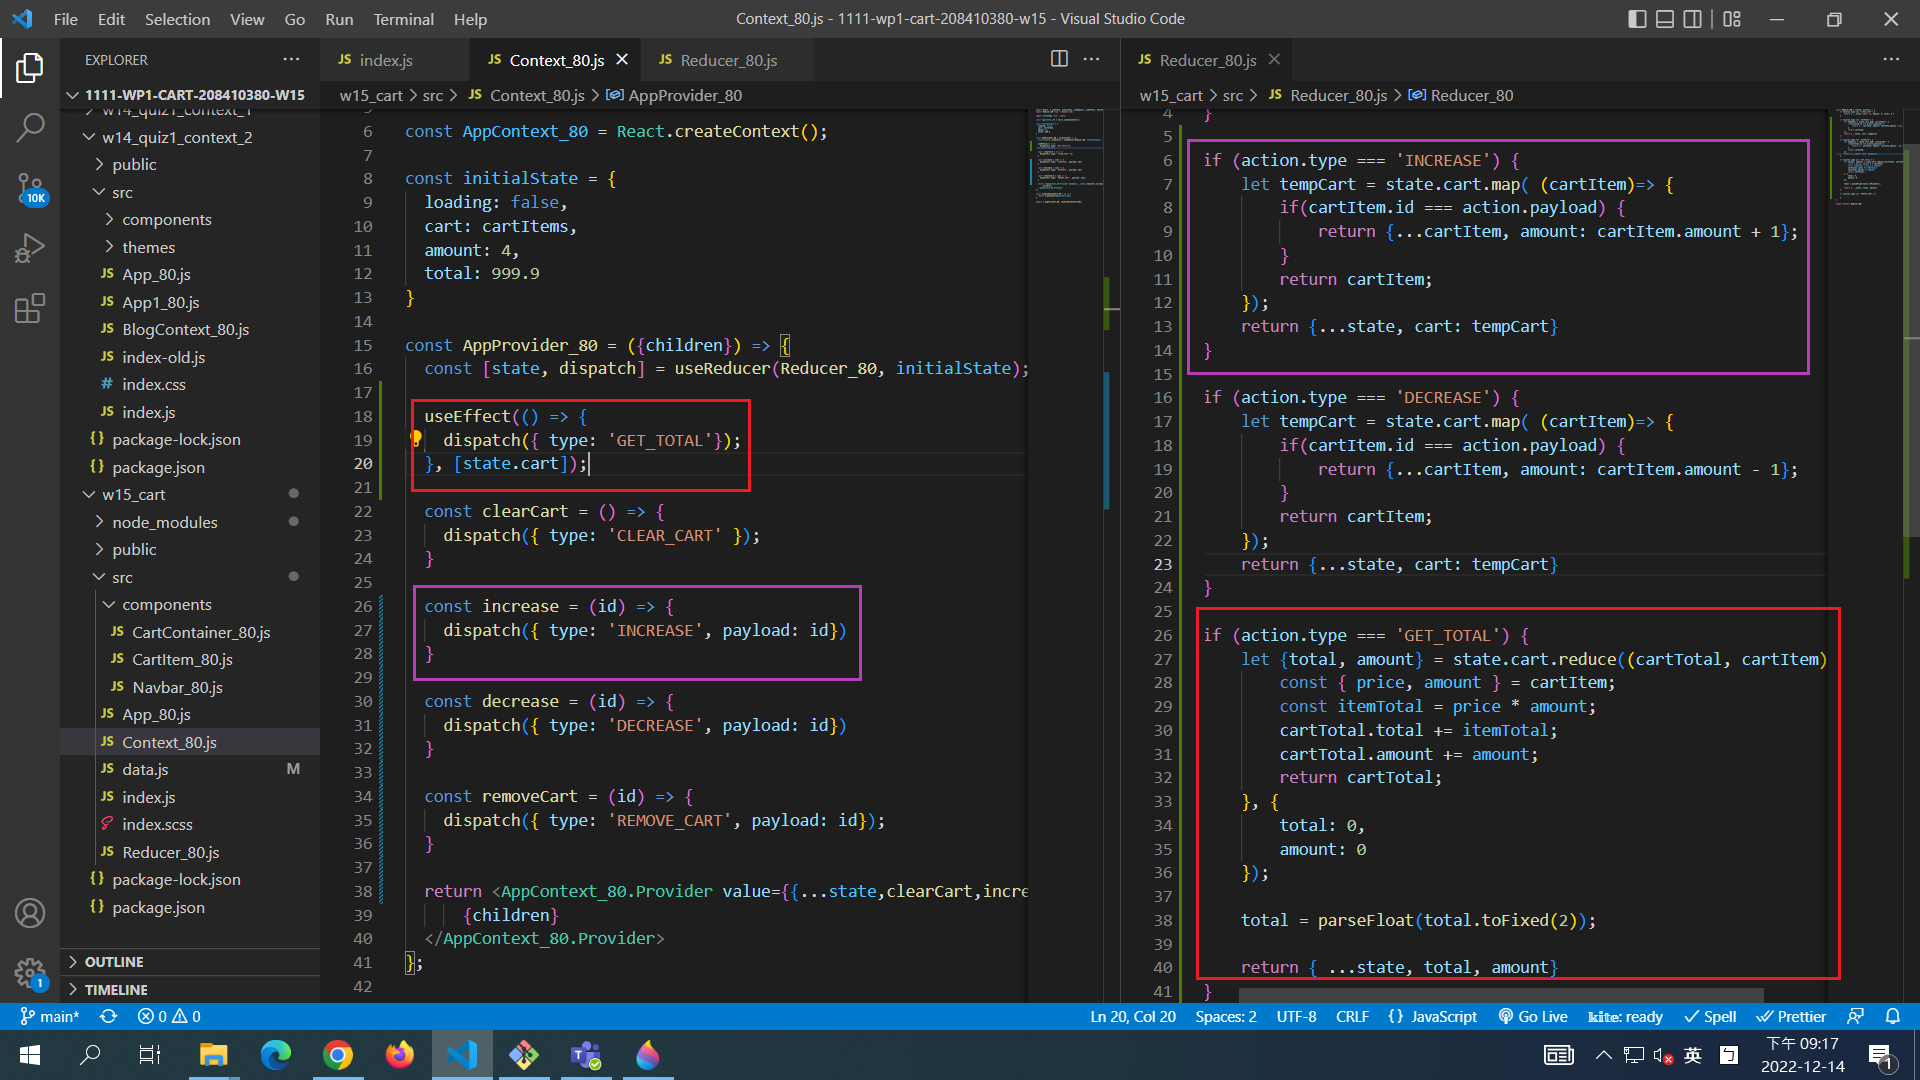 File Edit Selection View Go Run Terminal Help
Context_80.js - 1111-wp1-cart-208410380-w15 - Visual Studio Code
EXPLORER
1111-WP1-CART-208410380-W15
w14_quiz1_context_1
w14_quiz1_context_2
public
src
components
themes
JS App_80.js
JS App1_80.js
JS BlogContext_80.js
JS index-old.js
# index.css
JS index.js
{} package-lock.json
{} package.json
w15_cart
node_modules
public
src
components
JS CartContainer_80.js
JS CartItem_80.js
JS Navbar_80.js
JS App_80.js
JS Context_80.js
JS data.js M
JS index.js
index.scss
JS Reducer_80.js
{} package-lock.json
{} package.json
OUTLINE
TIMELINE
10K
1
JS index.js
JS Context_80.js
JS Reducer_80.js
w15_cart > src > JS Context_80.js > AppProvider_80
6 const AppContext_80 = React.createContext();
7
8 const initialState = {
9 loading: false,
10 cart: cartItems,
11 amount: 4,
12 total: 999.9
13 }
14
15 const AppProvider_80 = ({children}) => {
16 const [state, dispatch] = useReducer(Reducer_80, initialState);
17
18 useEffect(() => {
19 dispatch({ type: 'GET_TOTAL'});
20 }, [state.cart]);
21
22 const clearCart = () => {
23 dispatch({ type: 'CLEAR_CART' });
24 }
25
26 const increase = (id) => {
27 dispatch({ type: 'INCREASE', payload: id})
28 }
29
30 const decrease = (id) => {
31 dispatch({ type: 'DECREASE', payload: id})
32 }
33
34 const removeCart = (id) => {
35 dispatch({ type: 'REMOVE_CART', payload: id});
36 }
37
38 return <AppContext_80.Provider value={{...state,clearCart,incre
39 {children}
40 </AppContext_80.Provider>
41 };
42
JS Reducer_80.js
w15_cart > src > JS Reducer_80.js > Reducer_80
4 }
5
6 if (action.type === 'INCREASE') {
7 let tempCart = state.cart.map( (cartItem)=> {
8 if(cartItem.id === action.payload) {
9 return {...cartItem, amount: cartItem.amount + 1};
10 }
11 return cartItem;
12 });
13 return {...state, cart: tempCart}
14 }
15
16 if (action.type === 'DECREASE') {
17 let tempCart = state.cart.map( (cartItem)=> {
18 if(cartItem.id === action.payload) {
19 return {...cartItem, amount: cartItem.amount - 1};
20 }
21 return cartItem;
22 });
23 return {...state, cart: tempCart}
24 }
25
26 if (action.type === 'GET_TOTAL') {
27 let {total, amount} = state.cart.reduce((cartTotal, cartItem)
28 const { price, amount } = cartItem;
29 const itemTotal = price * amount;
30 cartTotal.total += itemTotal;
31 cartTotal.amount += amount;
32 return cartTotal;
33 }, {
34 total: 0,
35 amount: 0
36 });
37
38 total = parseFloat(total.toFixed(2));
39
40 return { ...state, total, amount}
41 }
main* 0 0
Ln 20, Col 20 Spaces: 2 UTF-8 CRLF {} JavaScript Go Live kite: ready Spell Prettier
英
下午 09:17
2022-12-14
1